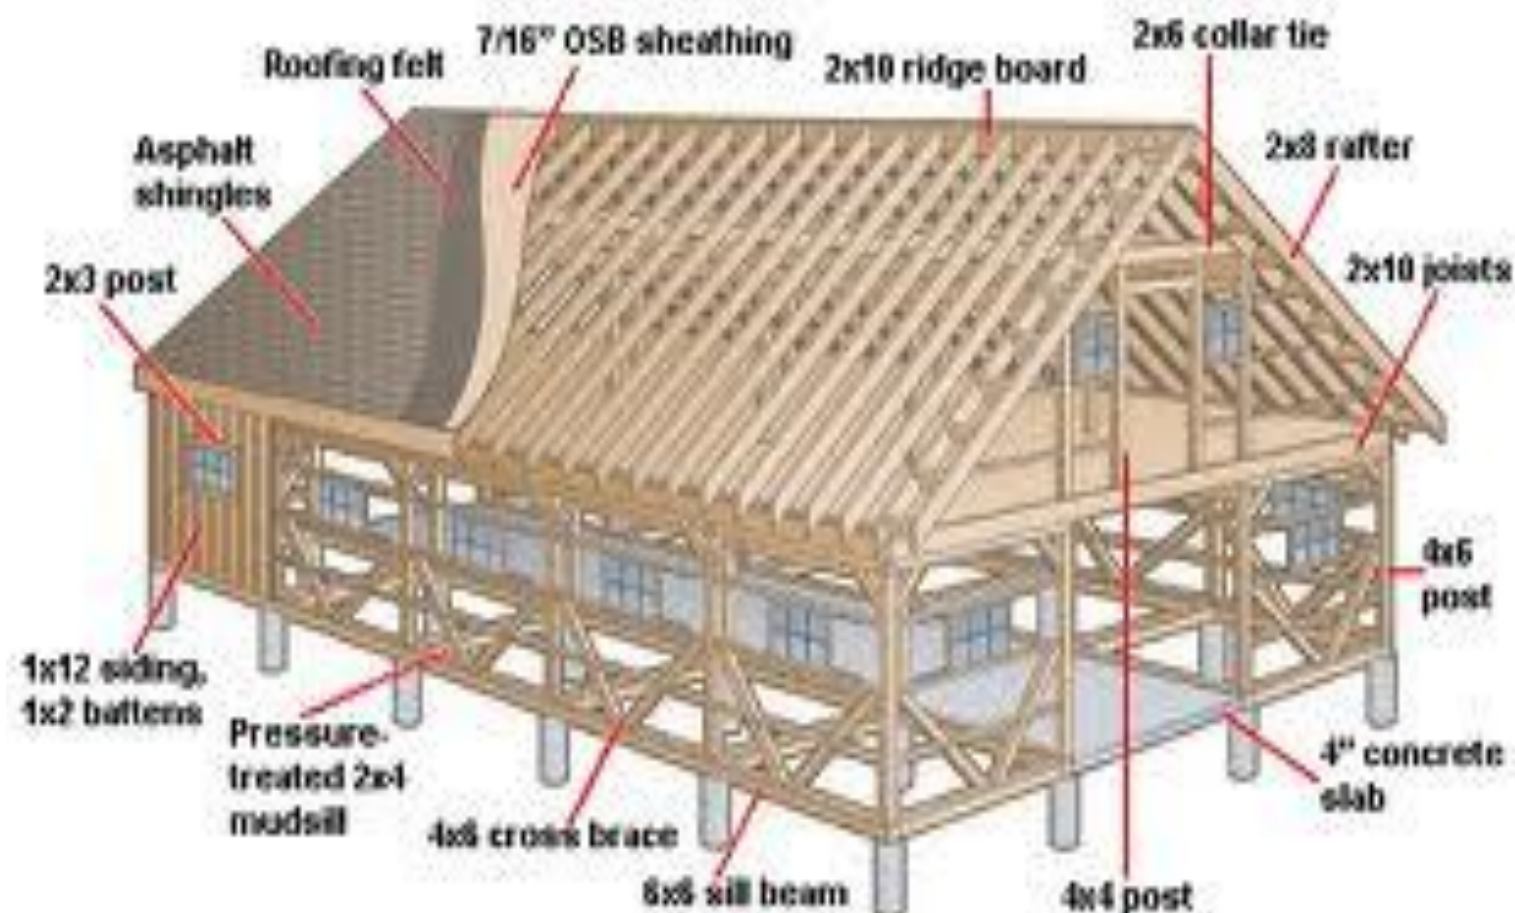 7/16" OSB sheathing
2x6 collar tie
Roofing felt
2x10 ridge board
Asphalt
shingles
2x8 rafter
2x3 post
2x10 joists
4x6
post
1x12 siding,
1x2 battens
Pressure-
treated 2x4
mudsill
4" concrete
slab
4x6 cross brace
6x6 sill beam
4x4 post